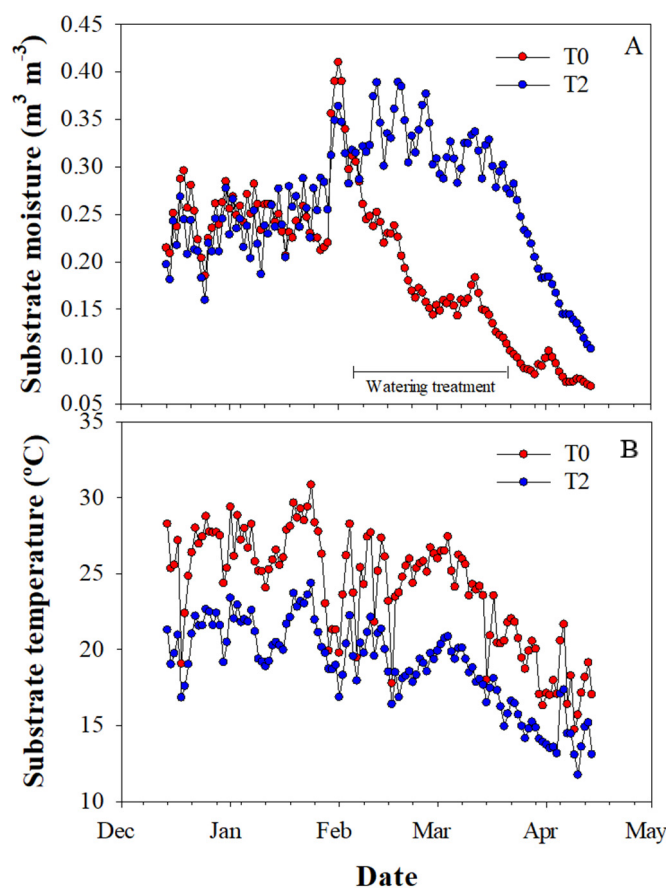 0.45
A
T0
T2
0.40
0.35
0.30
0.25
0.20
0.15
0.10
0.05
Substrate moisture (m³ m⁻³)
Watering treatment
35
B
T0
T2
30
25
20
15
10
Substrate temperature (ºC)
Dec Jan Feb Mar Apr May
Date